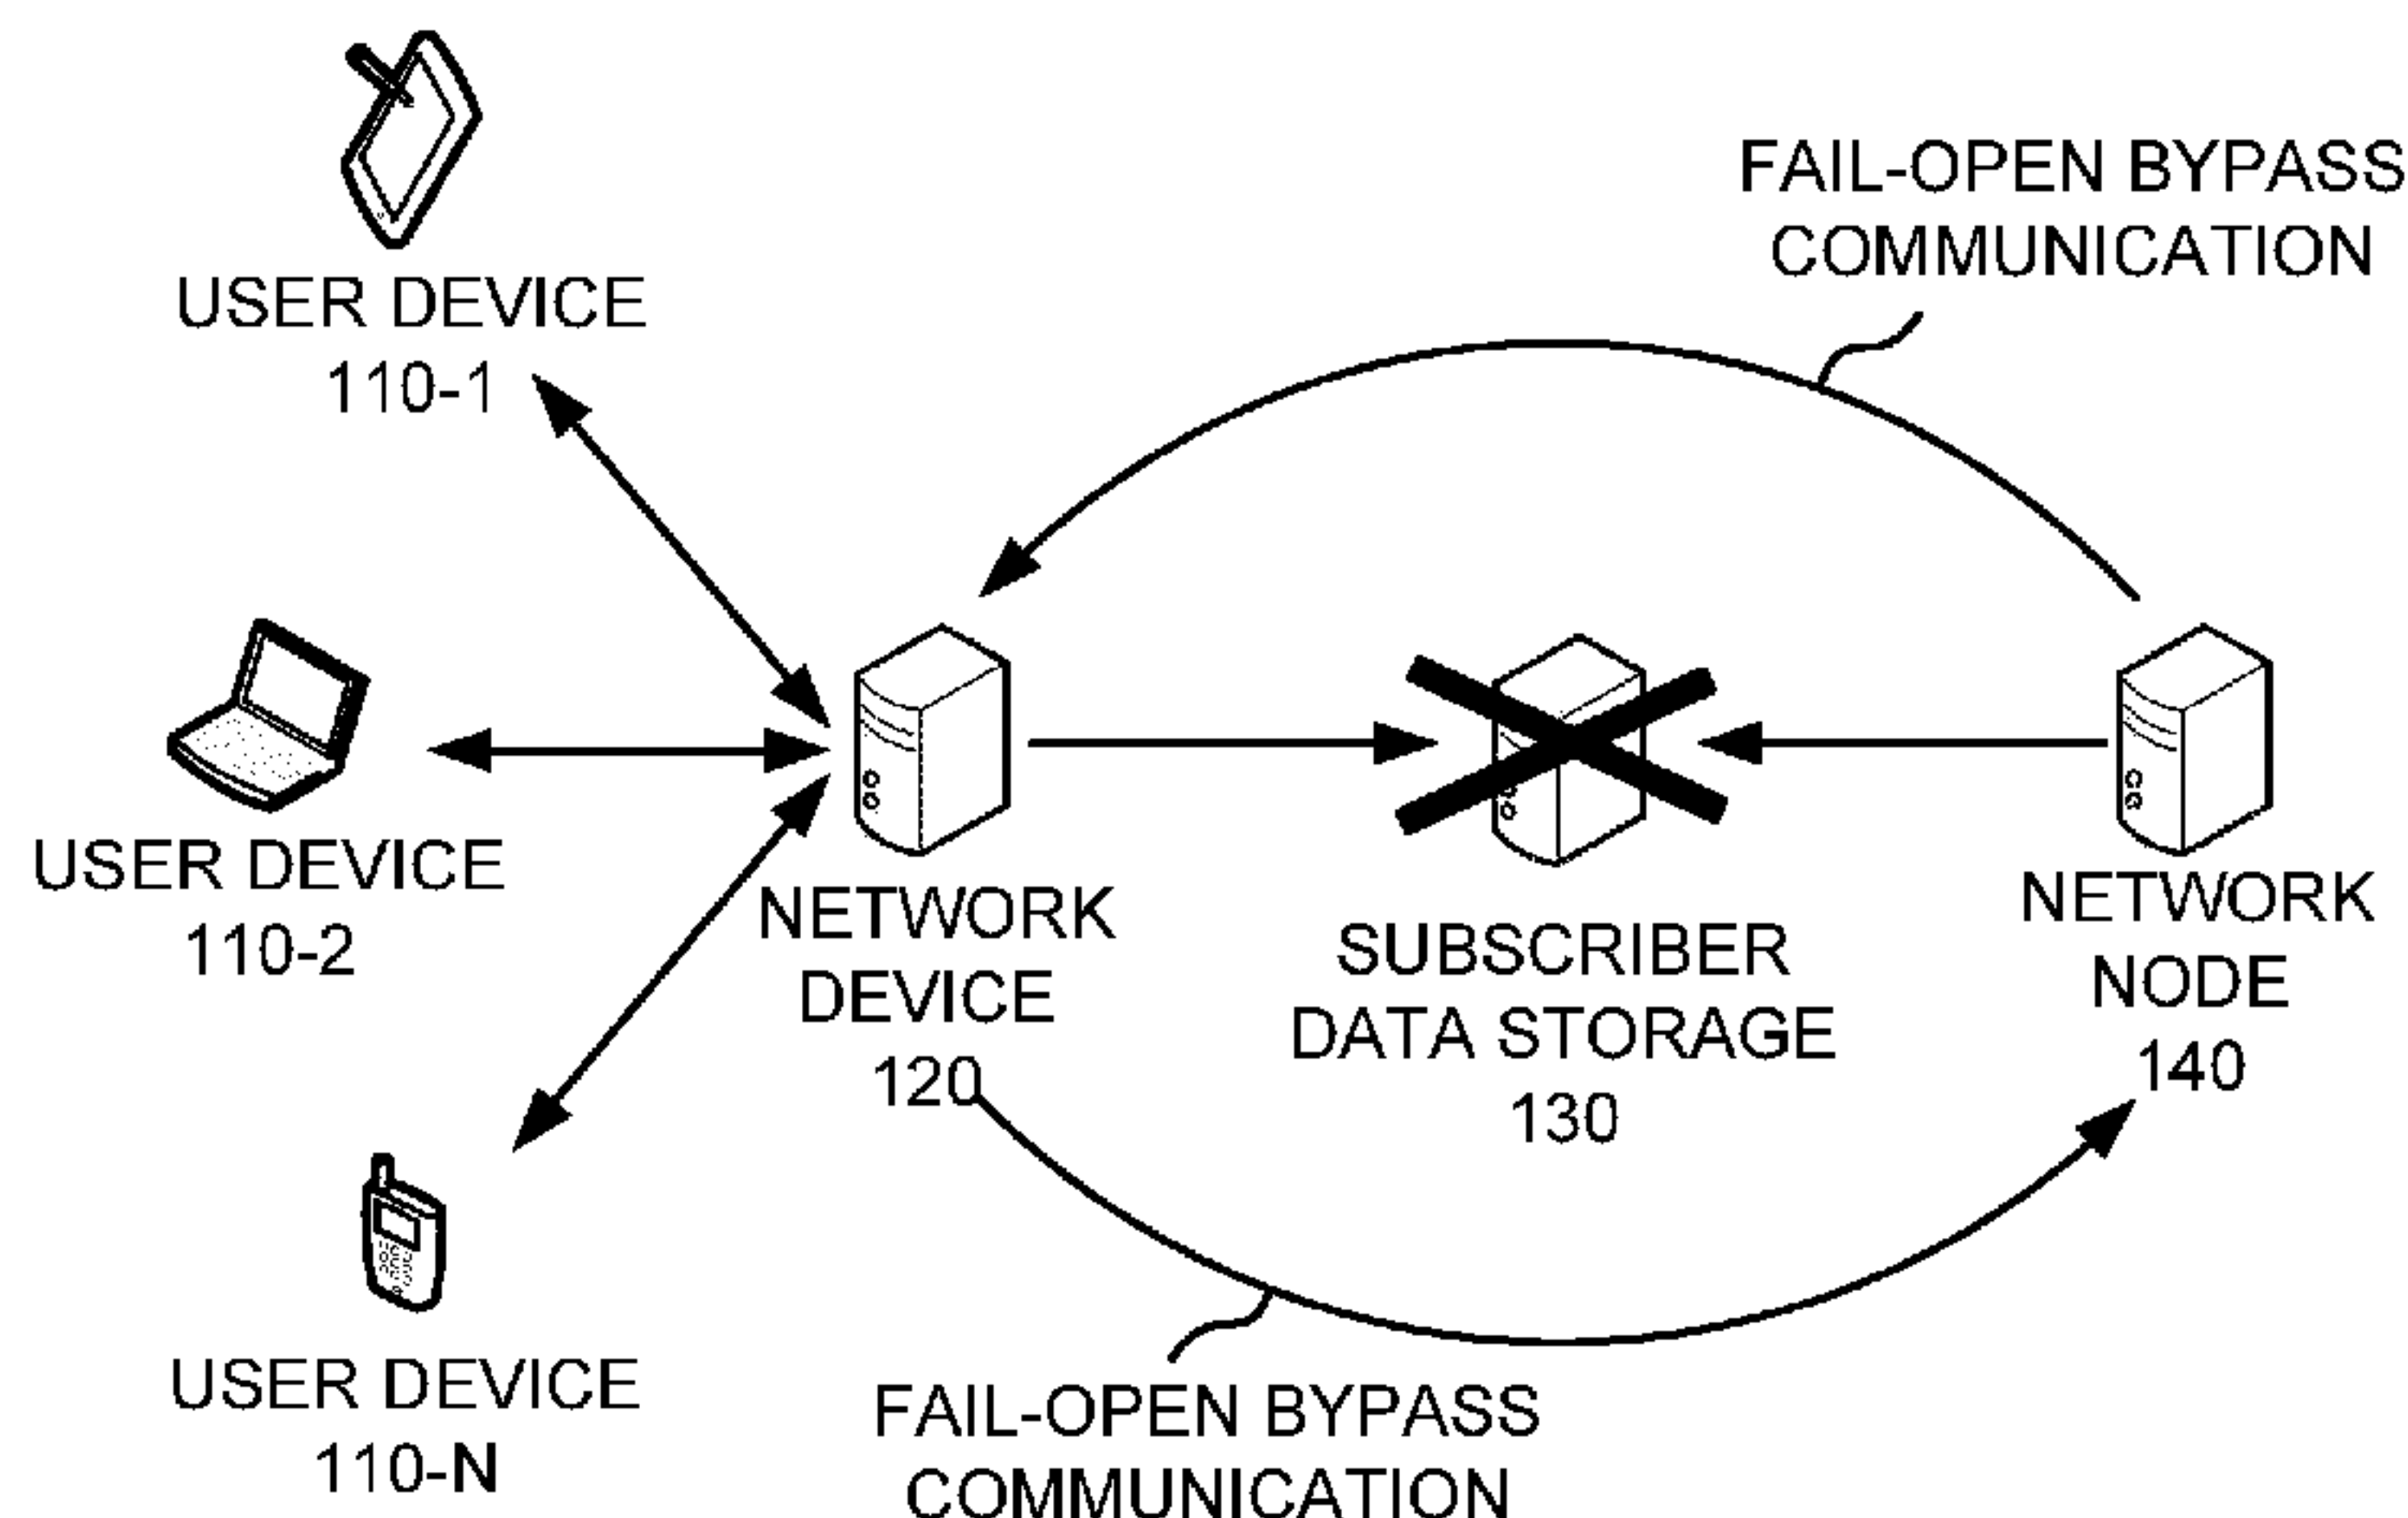 FAIL-OPEN BYPASS
COMMUNICATION
USER DEVICE
110-1
USER DEVICE
110-2
NETWORK
DEVICE
120
SUBSCRIBER
DATA STORAGE
130
NETWORK
NODE
140
USER DEVICE
110-N
FAIL-OPEN BYPASS
COMMUNICATION